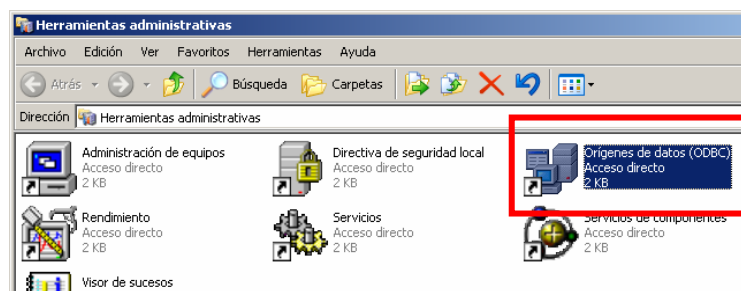 Herramientas administrativas
Archivo Edición Ver Favoritos Herramientas Ayuda
Atrás Búsqueda Carpetas
Dirección Herramientas administrativas
Administración de equipos
Acceso directo
2 KB
Directiva de seguridad local
Acceso directo
2 KB
Orígenes de datos (ODBC)
Acceso directo
2 KB
Rendimiento
Acceso directo
2 KB
Servicios
Acceso directo
2 KB
Servicios de componentes
Acceso directo
2 KB
Visor de sucesos